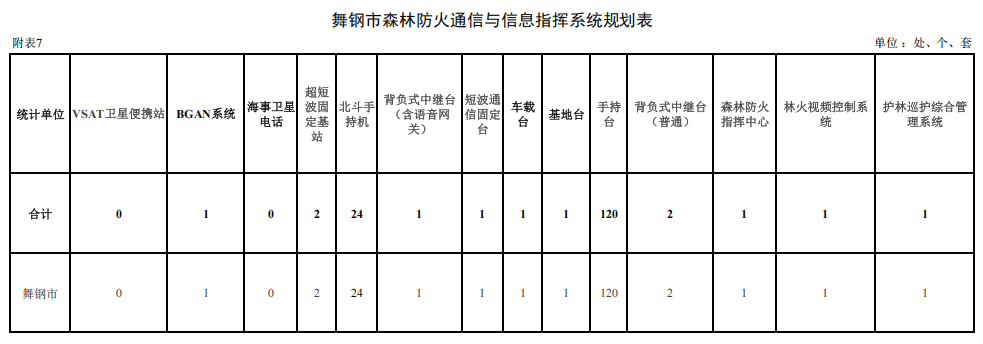 舞钢市森林防火通信与信息指挥系统规划表
附表7 单位：处、个、套
统计单位 VSAT卫星便携站 BGAN系统 海事卫星电话 超短波固定基站 北斗手持机 背负式中继台（含语音网关） 短波通信固定台 车载台 基地台 手持台 背负式中继台（普通） 森林防火指挥中心 林火视频控制系统 护林巡护综合管理系统
合计 0 1 0 2 24 1 1 1 1 120 2 1 1 1
舞钢市 0 1 0 2 24 1 1 1 1 120 2 1 1 1